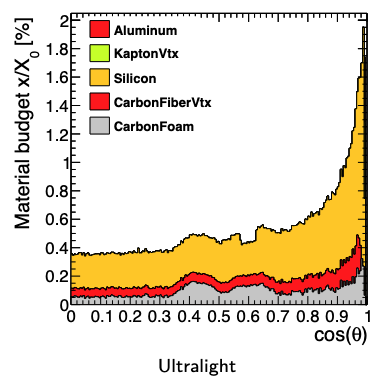 Material budget x/X0 [%]
2
1.8
1.6
1.4
1.2
1
0.8
0.6
0.4
0.2
0
Aluminum
KaptonVtx
Silicon
CarbonFiberVtx
CarbonFoam
0 0.1 0.2 0.3 0.4 0.5 0.6 0.7 0.8 0.9 1
cos(θ)
Ultralight